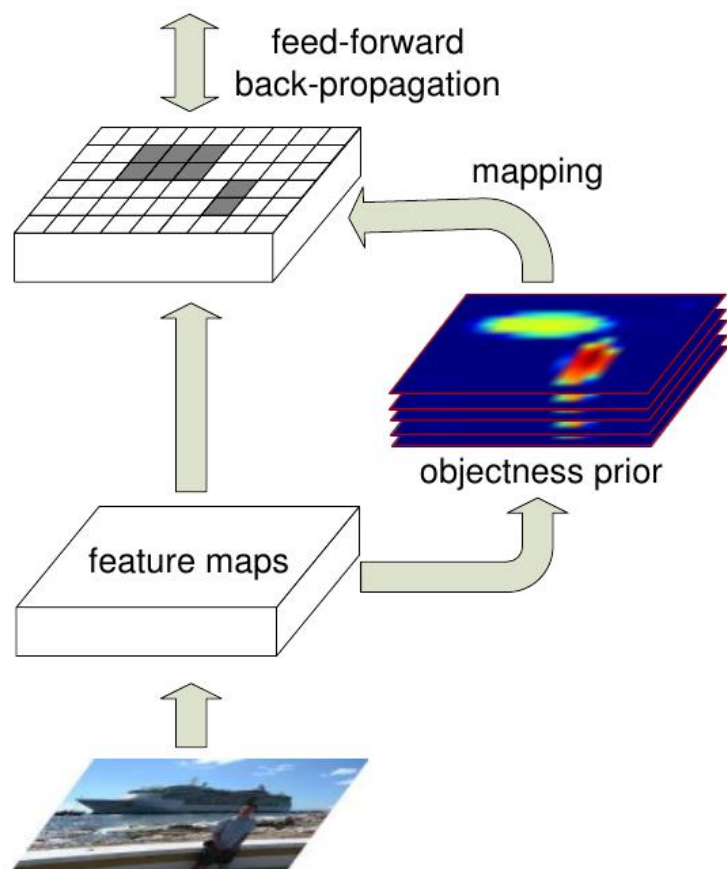 feed-forward
back-propagation
mapping
objectness prior
feature maps